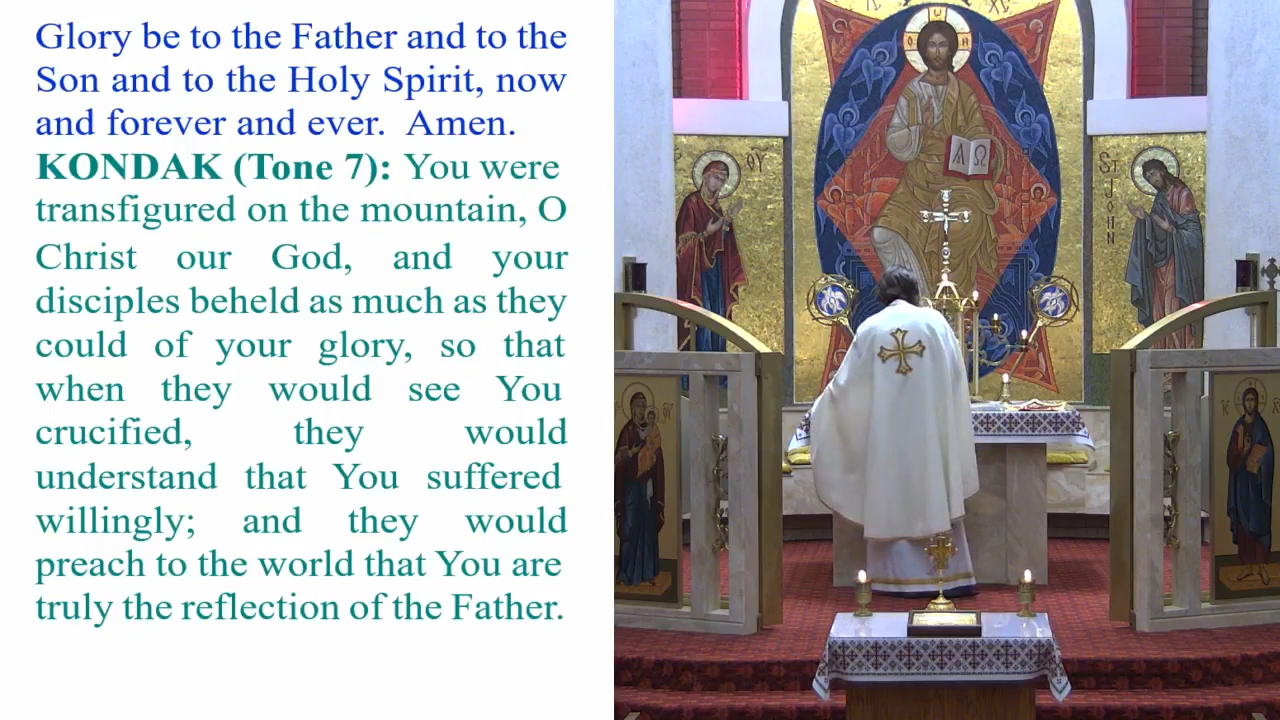 Glory be to the Father and to the
Son and to the Holy Spirit, now
and forever and ever. Amen.
KONDAK (Tone 7): You were
transfigured on the mountain, O
Christ our God, and your
disciples beheld as much as they
could of your glory, so that
when they would see You
crucified, they would
understand that You suffered
willingly; and they would
preach to the world that You are
truly the reflection of the Father.
ΟΥ
Α Ω
ST
JOHN